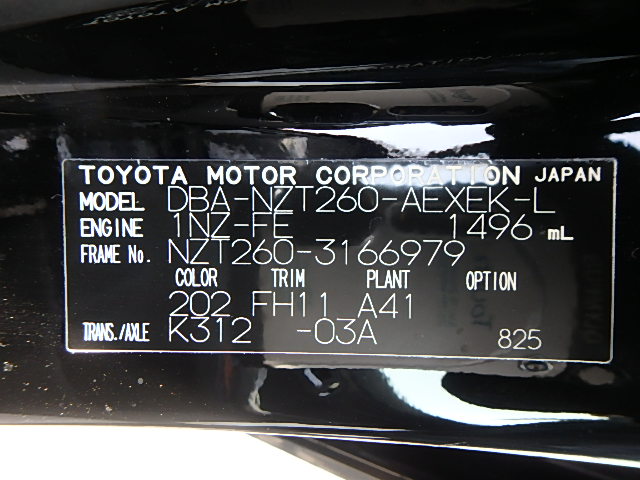 TOYOTA MOTOR CORPORATION JAPAN
MODEL DBA-NZT260-AEXEK-L
ENGINE 1NZ-FE 1496 mL
FRAME No. NZT260-3166979
COLOR TRIM PLANT OPTION
202 FH11 A41
TRANS./AXLE K312 -03A 825